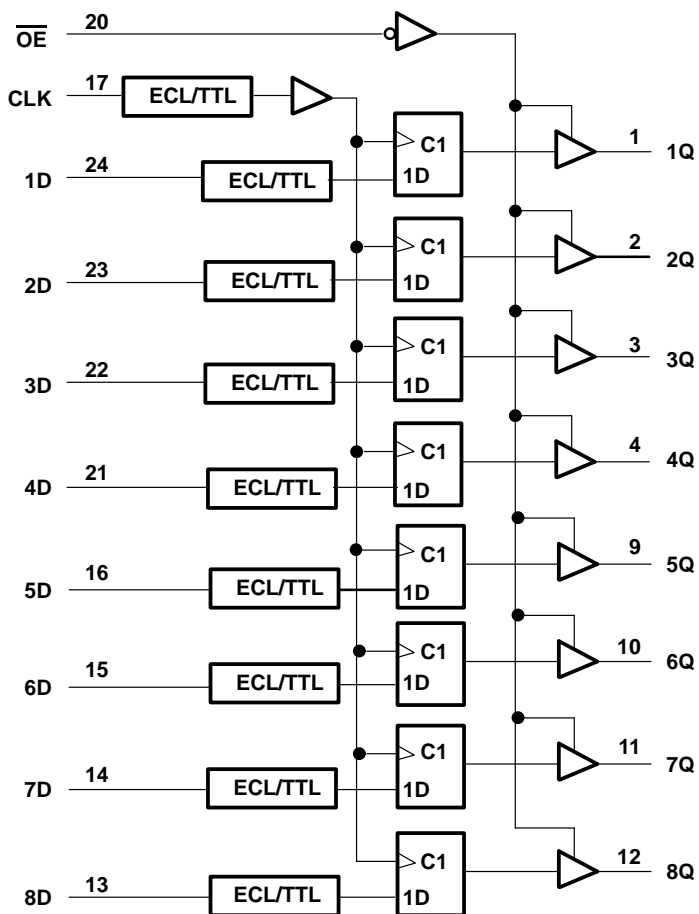 OE 20
CLK 17 ECL/TTL
C1 1 1Q
1D 24 ECL/TTL 1D
C1 2 2Q
2D 23 ECL/TTL 1D
C1 3 3Q
3D 22 ECL/TTL 1D
C1 4 4Q
4D 21 ECL/TTL 1D
C1 9 5Q
5D 16 ECL/TTL 1D
C1 10 6Q
6D 15 ECL/TTL 1D
C1 11 7Q
7D 14 ECL/TTL 1D
C1 12 8Q
8D 13 ECL/TTL 1D